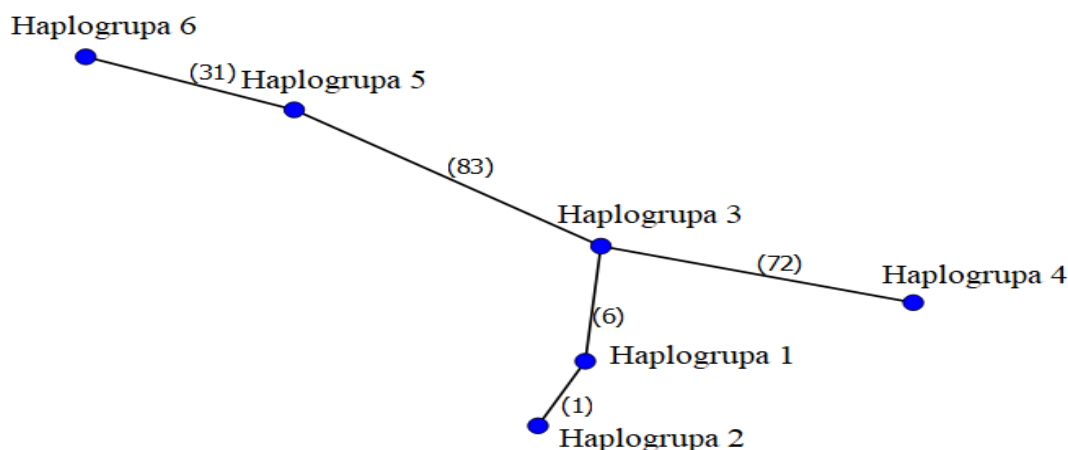 Haplogrupa 6
(31)
Haplogrupa 5
(83)
Haplogrupa 3
(72)
Haplogrupa 4
(6)
Haplogrupa 1
(1)
Haplogrupa 2